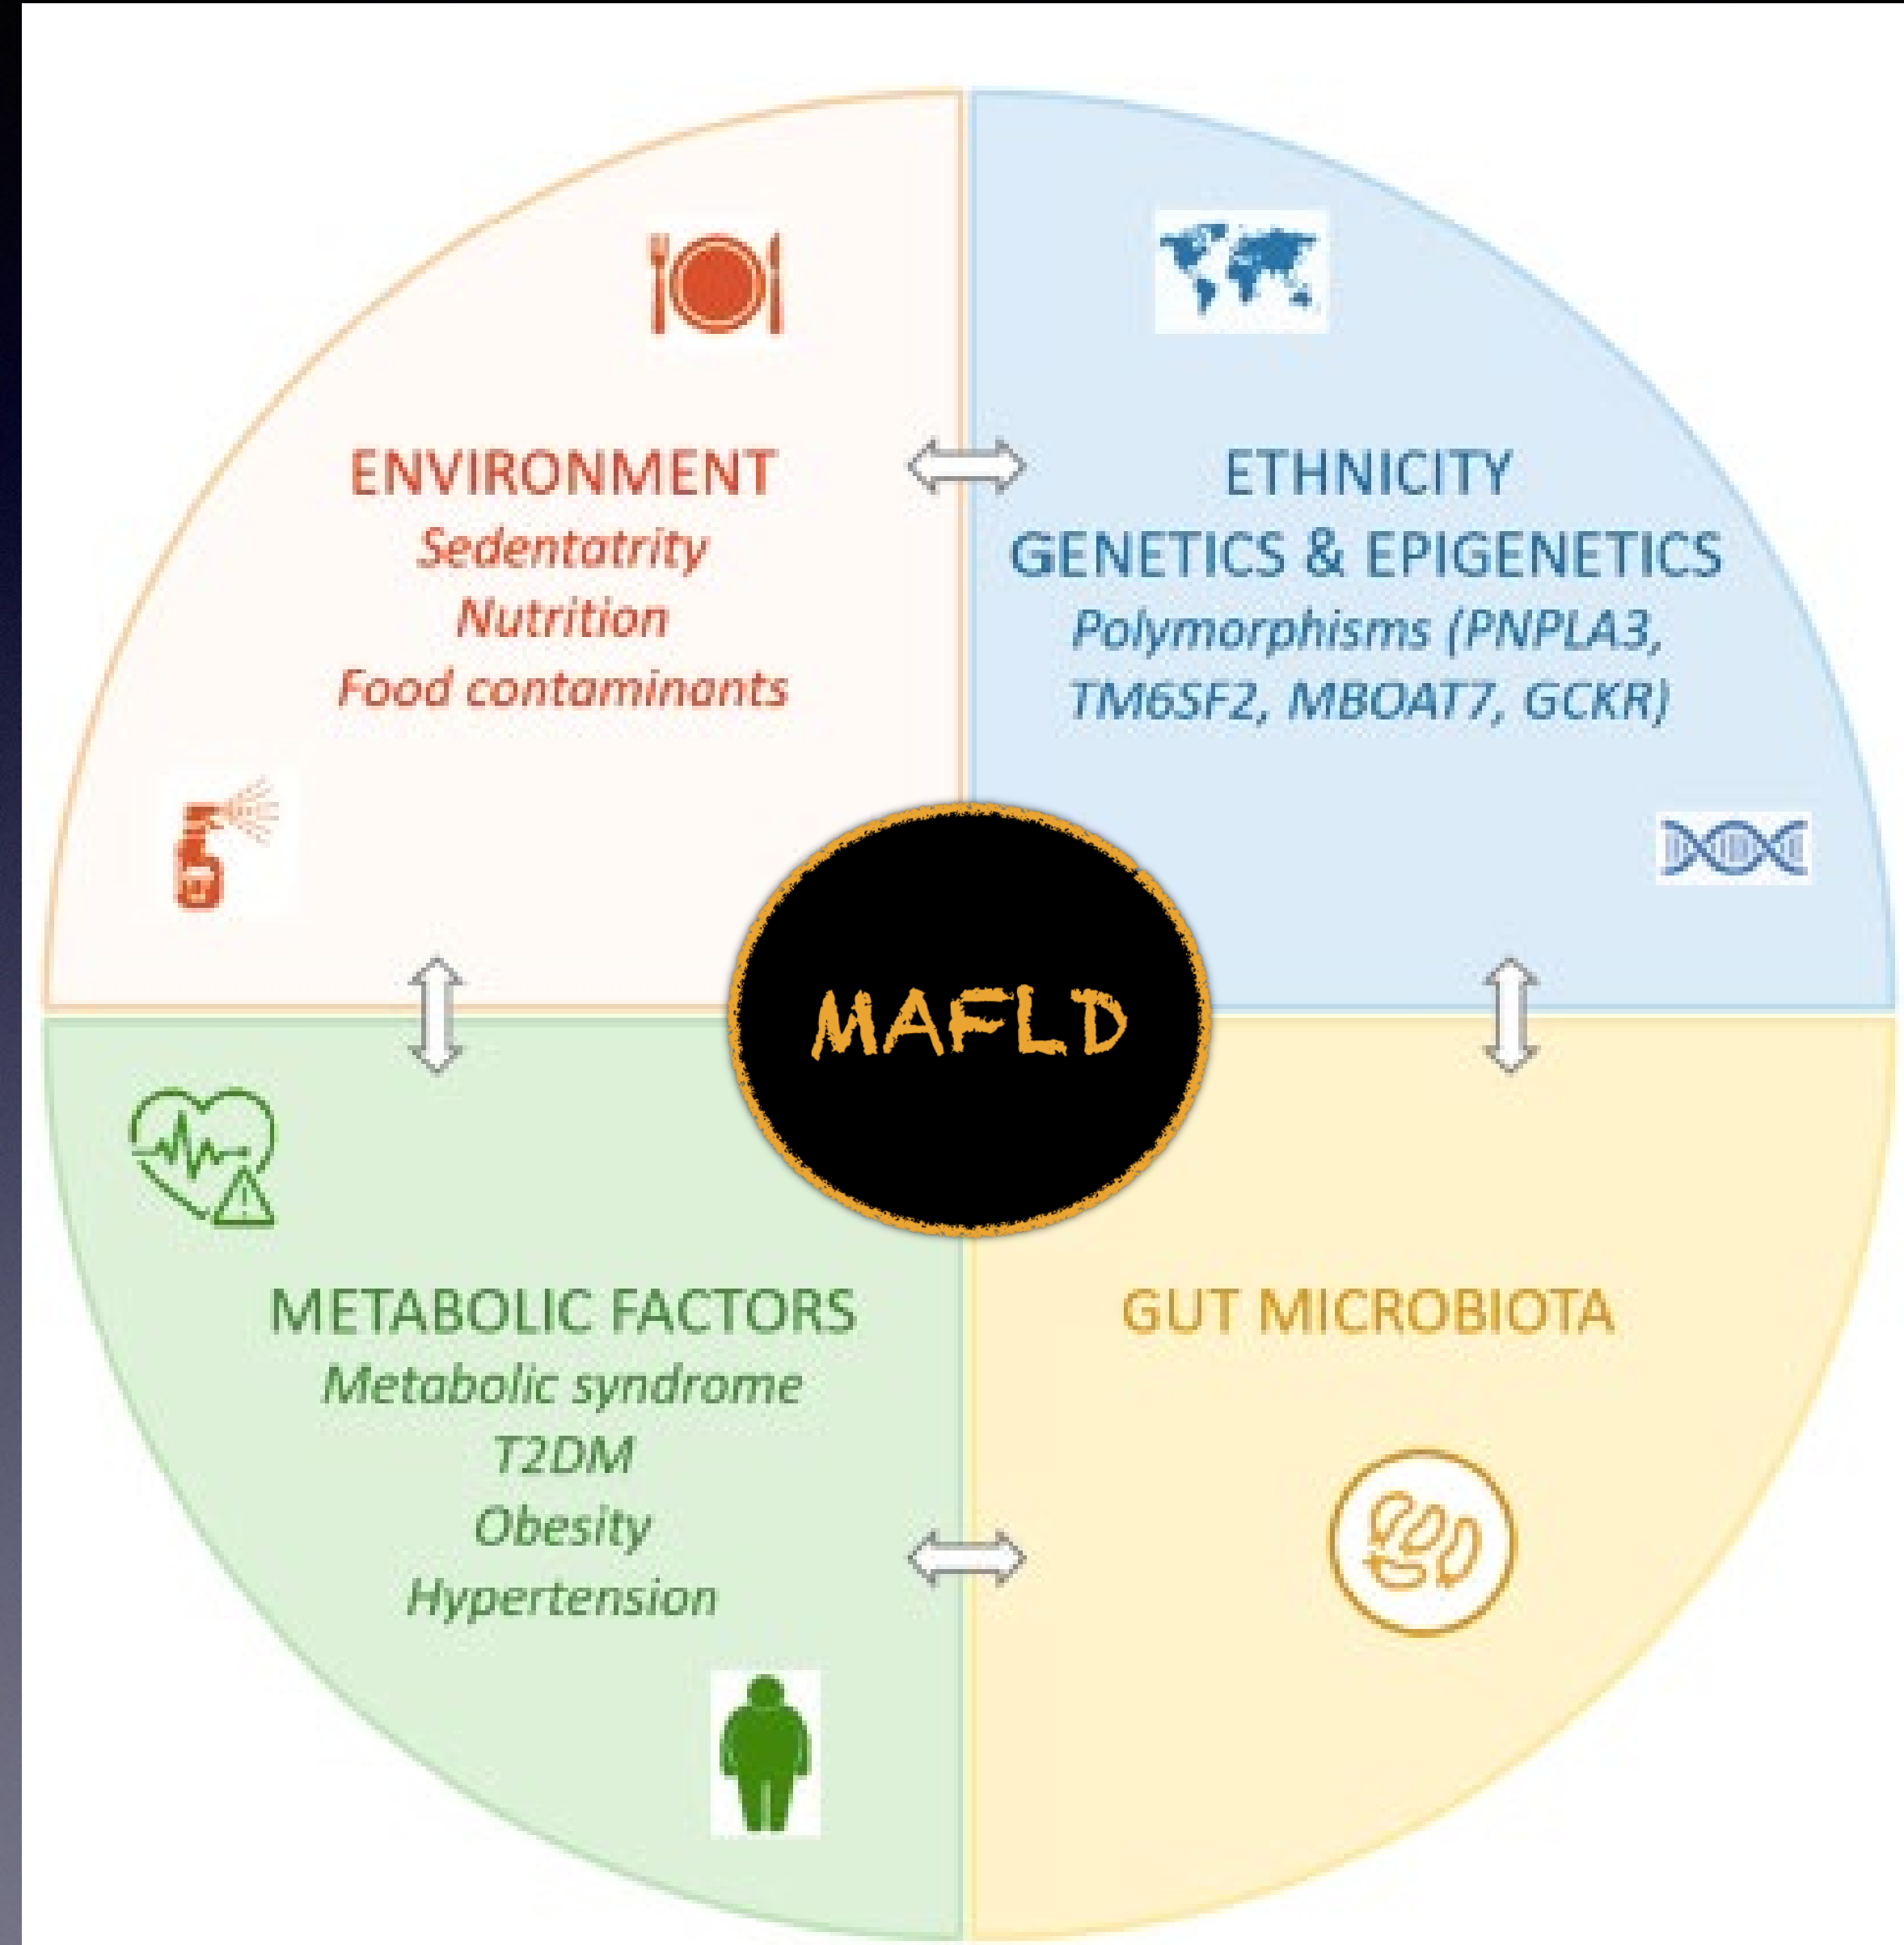 ENVIRONMENT
Sedentatrity
Nutrition
Food contaminants
ETHNICITY
GENETICS & EPIGENETICS
Polymorphisms (PNPLA3,
TM6SF2, MBOAT7, GCKR)
MAFLD
METABOLIC FACTORS
Metabolic syndrome
T2DM
Obesity
Hypertension
GUT MICROBIOTA